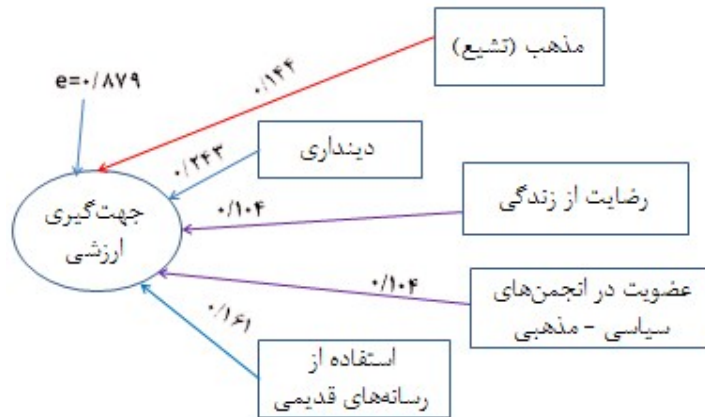 مذهب (تشیع)
۰/۱۴۴
e=۰/۸۷۹
دینداری
۰/۲۴۳
رضایت از زندگی
۰/۱۰۴
جهت‌گیری
ارزشی
عضویت در انجمن‌های
سیاسی - مذهبی
۰/۱۰۴
۰/۱۶۱
استفاده از
رسانه‌های قدیمی